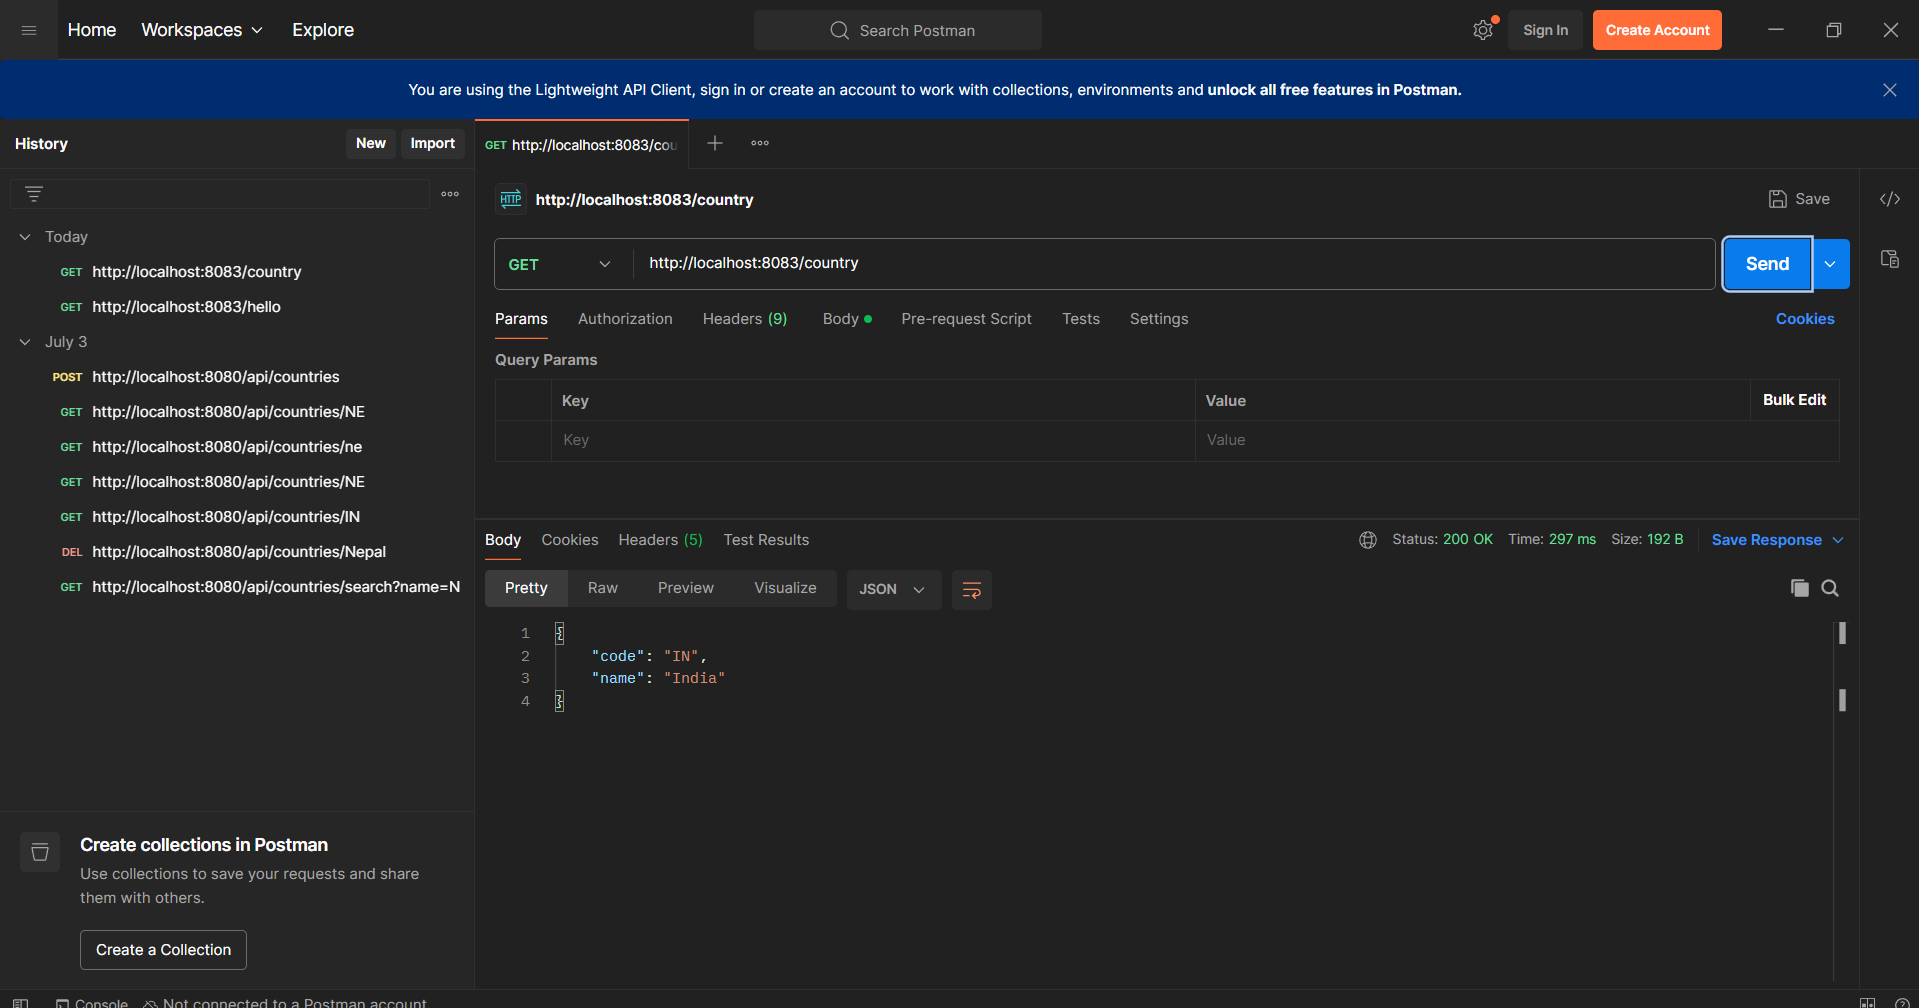 Home Workspaces Explore Search Postman Sign In Create Account
You are using the Lightweight API Client, sign in or create an account to work with collections, environments and unlock all free features in Postman.
History New Import
GET http://localhost:8083/cou
HTTP http://localhost:8083/country Save
Today
GET http://localhost:8083/country
GET http://localhost:8083/hello
July 3
POST http://localhost:8080/api/countries
GET http://localhost:8080/api/countries/NE
GET http://localhost:8080/api/countries/ne
GET http://localhost:8080/api/countries/NE
GET http://localhost:8080/api/countries/IN
DEL http://localhost:8080/api/countries/Nepal
GET http://localhost:8080/api/countries/search?name=N
Create collections in Postman
Use collections to save your requests and share
them with others.
Create a Collection
GET http://localhost:8083/country Send
Params Authorization Headers (9) Body Pre-request Script Tests Settings Cookies
Query Params
Key Value Bulk Edit
Key Value
Body Cookies Headers (5) Test Results Status: 200 OK Time: 297 ms Size: 192 B Save Response
Pretty Raw Preview Visualize JSON
1 {
2 "code": "IN",
3 "name": "India"
4 }
Console Not connected to a Postman account